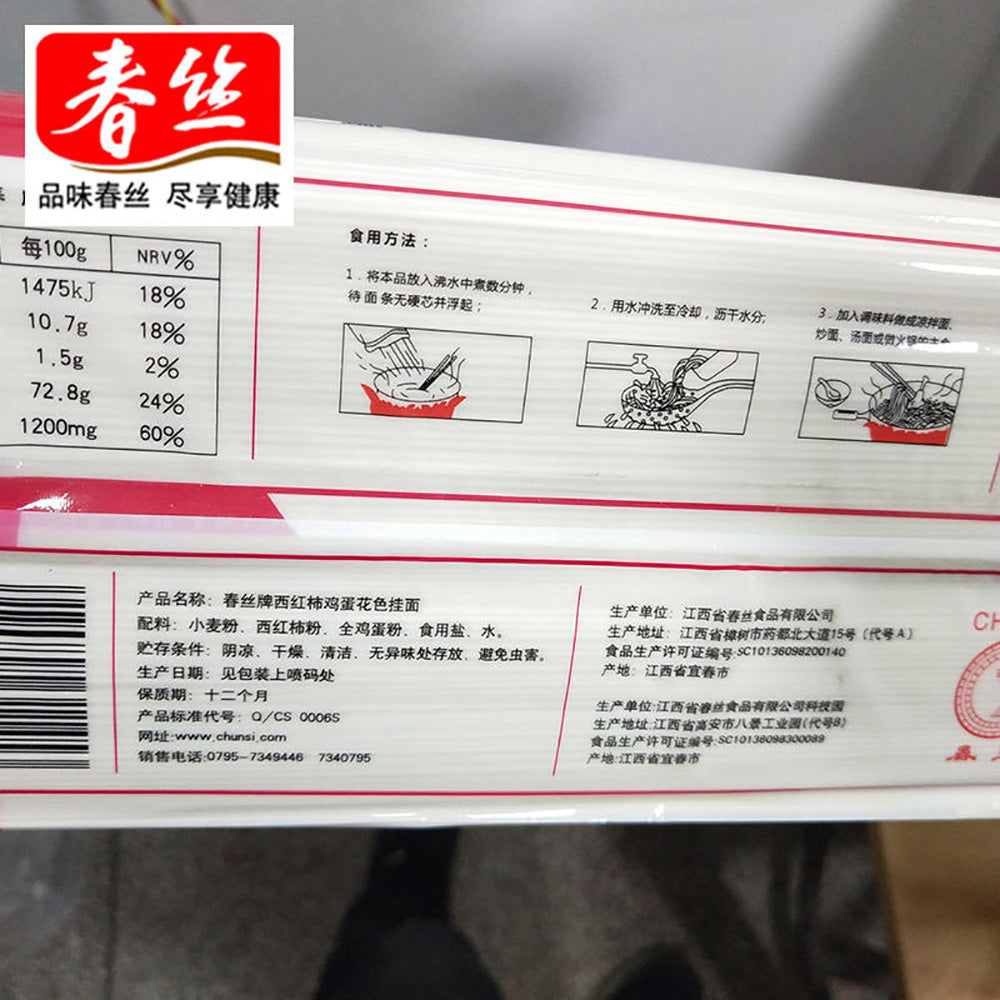 春丝
品味春丝 尽享健康
每100g NRV%
1475kJ 18%
10.7g 18%
1.5g 2%
72.8g 24%
1200mg 60%
食用方法：
1．将本品放入沸水中煮数分钟，
待面条无硬芯并浮起；
2．用水冲洗至冷却，沥干水分;
3．加入调味料做成凉拌面、
炒面、汤面或做火锅的主食
产品名称：春丝牌西红柿鸡蛋花色挂面
配料：小麦粉、西红柿粉、全鸡蛋粉、食用盐、水。
贮存条件：阴凉、干燥、清洁、无异味处存放、避免虫害。
生产日期：见包装上喷码处
保质期：十二个月
产品标准代号：Q/CS 0006S
网址:www.chunsi.com
销售电话:0795-7349446 7340795
生产单位：江西省春丝食品有限公司
生产地址：江西省樟树市药都北大道15号（代号A）
食品生产许可证编号:SC10136098200140
产地：江西省宜春市
生产单位:江西省春丝食品有限公司科技园
生产地址:江西省高安市八景工业园(代号B)
食品生产许可证编号:SC10136098300089
产地:江西省宜春市
CH